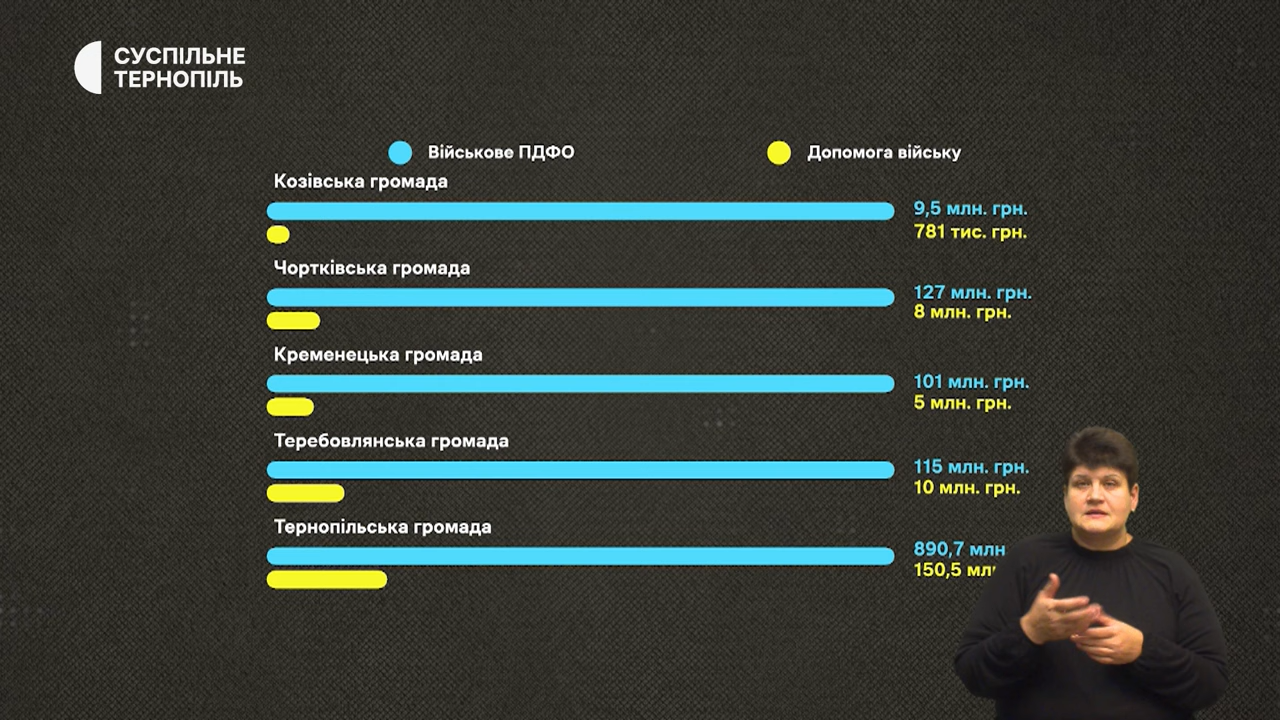 СУСПІЛЬНЕ
ТЕРНОПІЛЬ
Військове ПДФО
Допомога війську
Козівська громада
9,5 млн. грн.
781 тис. грн.
Чортківська громада
127 млн. грн.
8 млн. грн.
Кременецька громада
101 млн. грн.
5 млн. грн.
Теребовлянська громада
115 млн. грн.
10 млн. грн.
Тернопільська громада
890,7 млн
150,5